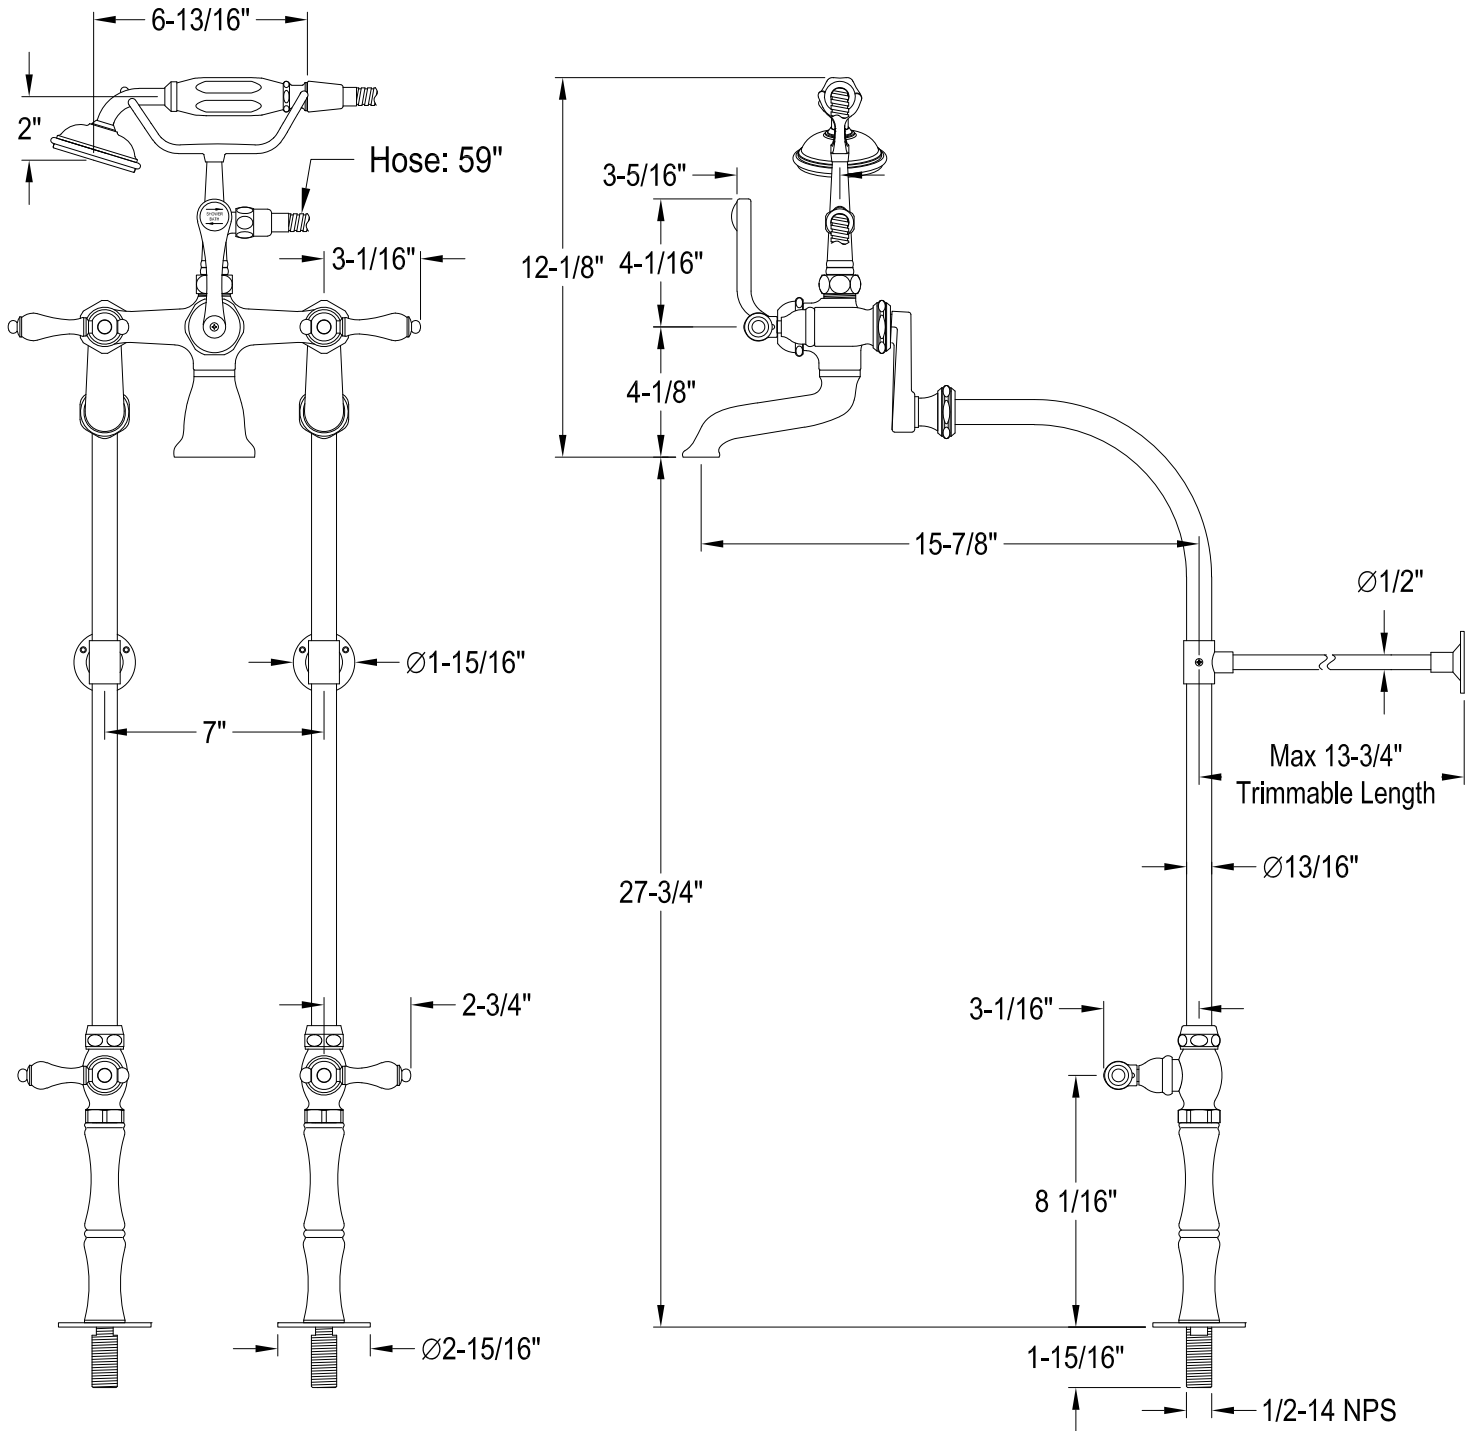 6-13/16"
2"
Hose: 59"
SHOWER
BATH
3-1/16"
3-5/16"
12-1/8"
4-1/16"
4-1/8"
15-7/8"
Ø1/2"
Ø1-15/16"
7"
Max 13-3/4"
Trimmable Length
Ø13/16"
27-3/4"
2-3/4"
3-1/16"
8 1/16"
Ø2-15/16"
1-15/16"
1/2-14 NPS